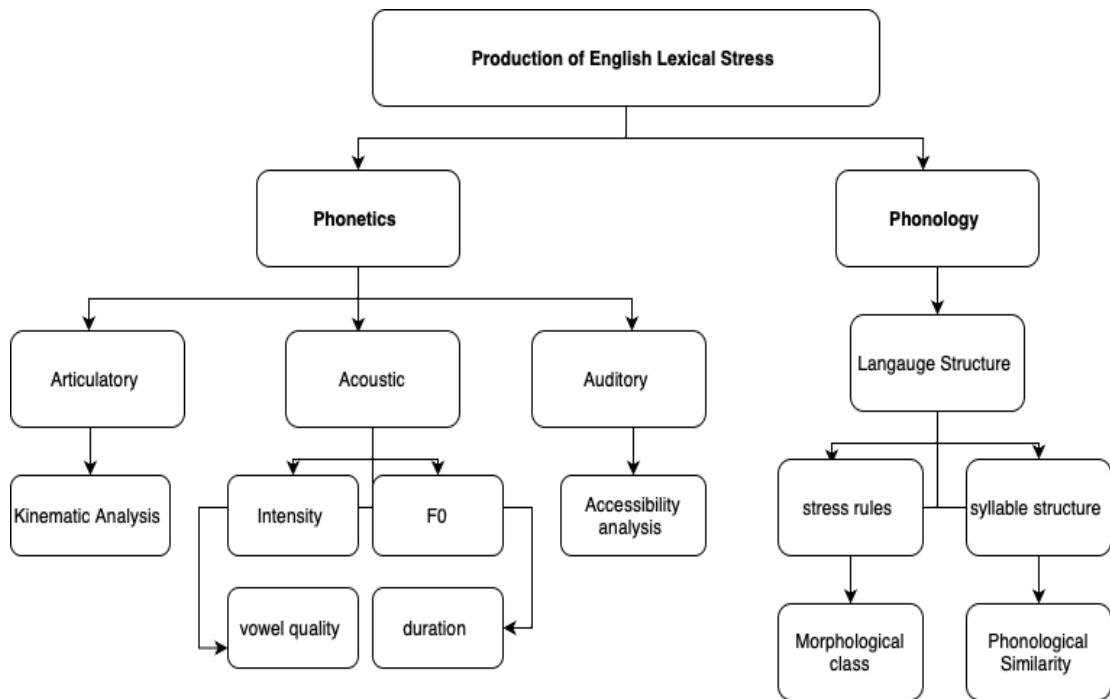 Production of English Lexical Stress
Phonetics
Phonology
Articulatory
Acoustic
Auditory
Langauge Structure
Kinematic Analysis
Intensity
F0
Accessibility
analysis
stress rules
syllable structure
vowel quality
duration
Morphological
class
Phonological
Similarity